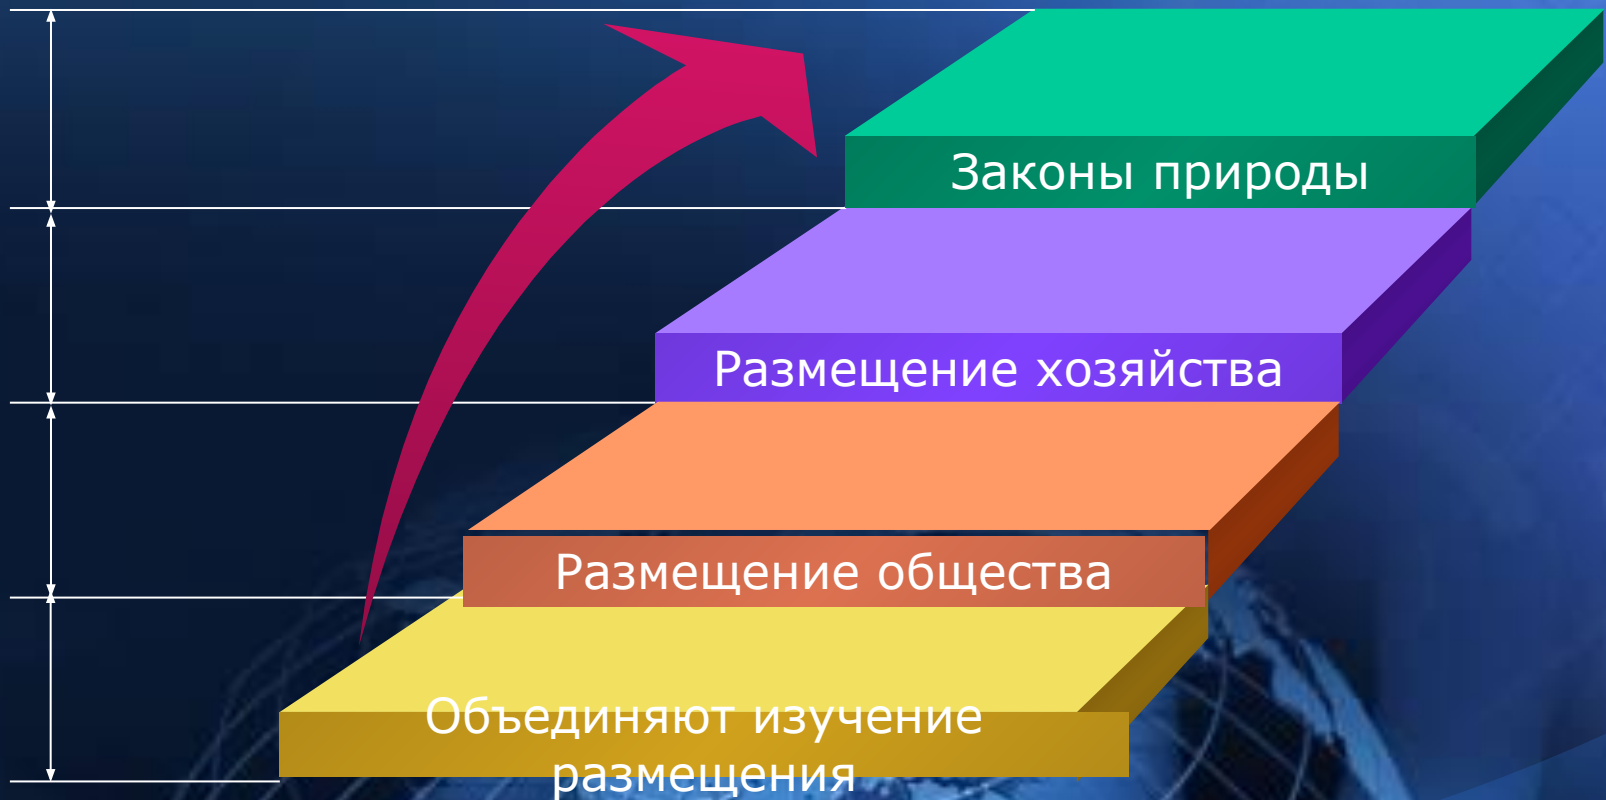 Законы природы
Размещение хозяйства
Размещение общества
Объединяют изучение
размещения